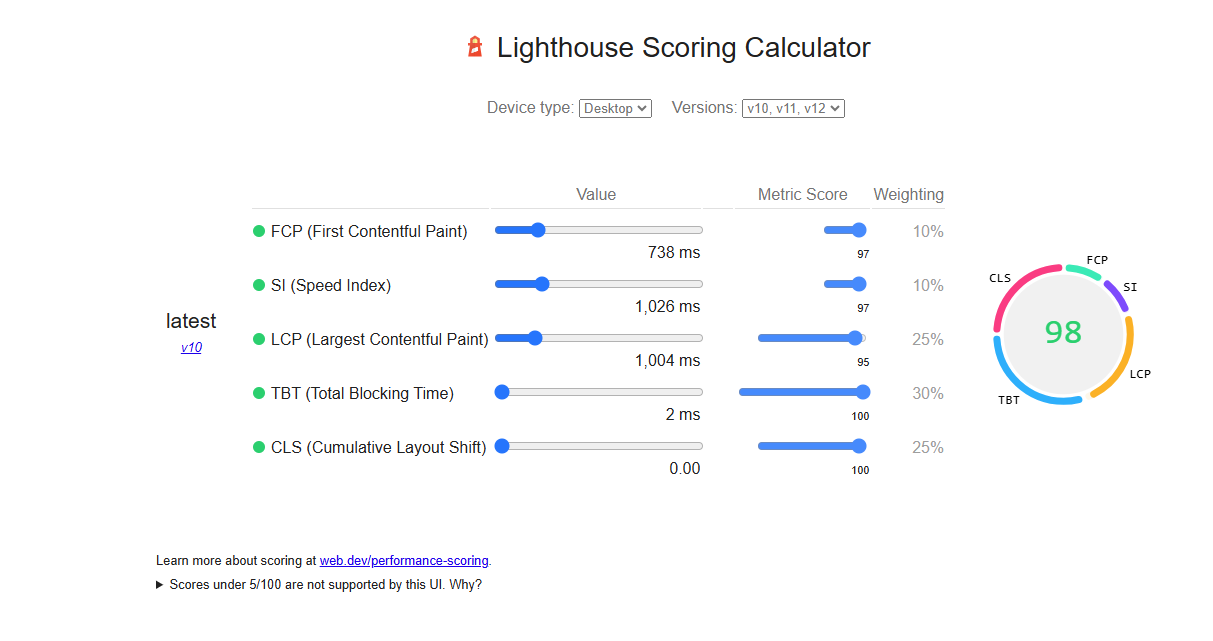 Lighthouse Scoring Calculator
Device type: Desktop Versions: v10, v11, v12
Value Metric Score Weighting
FCP (First Contentful Paint) 10%
738 ms 97
SI (Speed Index) 10%
1,026 ms 97
latest
v10
LCP (Largest Contentful Paint) 25%
1,004 ms 95
TBT (Total Blocking Time) 30%
2 ms 100
CLS (Cumulative Layout Shift) 25%
0.00 100
FCP
CLS
SI
98
LCP
TBT
Learn more about scoring at web.dev/performance-scoring.
Scores under 5/100 are not supported by this UI. Why?